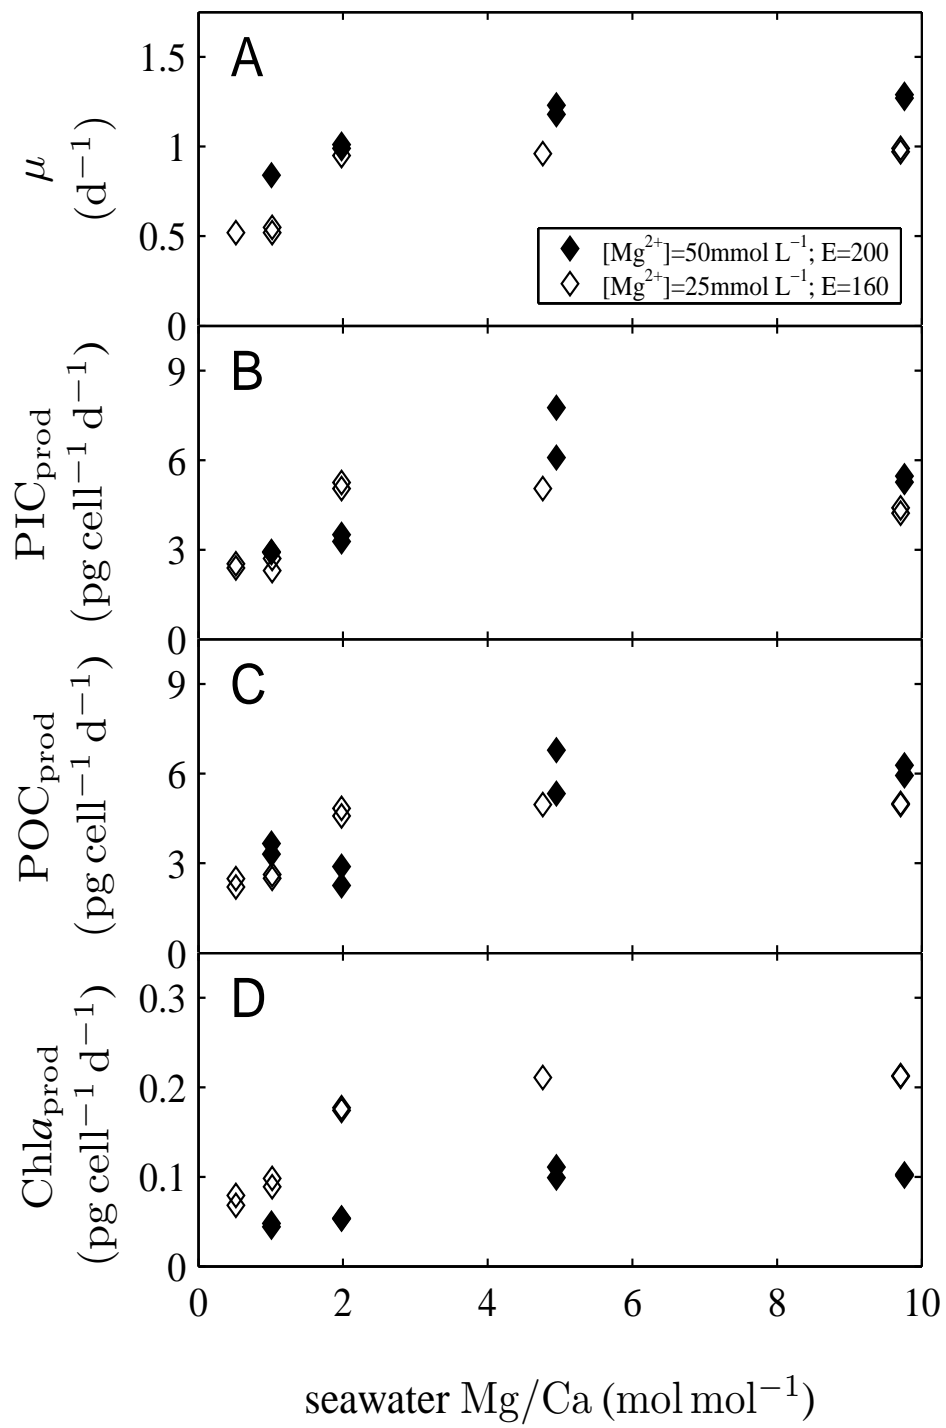 A
1.5
1
0.5
0
μ
(d⁻¹)
[Mg²⁺]=50mmol L⁻¹; E=200
[Mg²⁺]=25mmol L⁻¹; E=160
B
9
6
3
0
PIC_prod
(pg cell⁻¹ d⁻¹)
C
9
6
3
0
POC_prod
(pg cell⁻¹ d⁻¹)
D
0.3
0.2
0.1
0
Chla_prod
(pg cell⁻¹ d⁻¹)
0 2 4 6 8 10
seawater Mg/Ca (mol mol⁻¹)